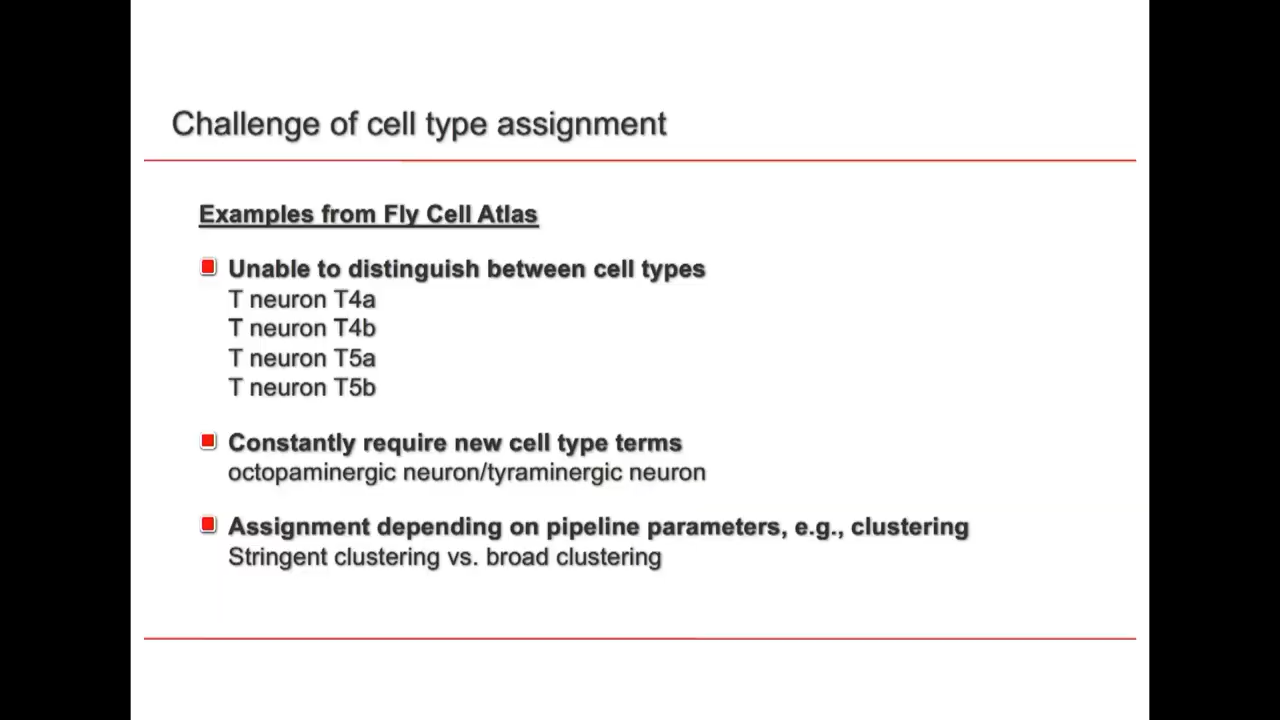 Challenge of cell type assignment
Examples from Fly Cell Atlas
Unable to distinguish between cell types
T neuron T4a
T neuron T4b
T neuron T5a
T neuron T5b
Constantly require new cell type terms
octopaminergic neuron/tyraminergic neuron
Assignment depending on pipeline parameters, e.g., clustering
Stringent clustering vs. broad clustering